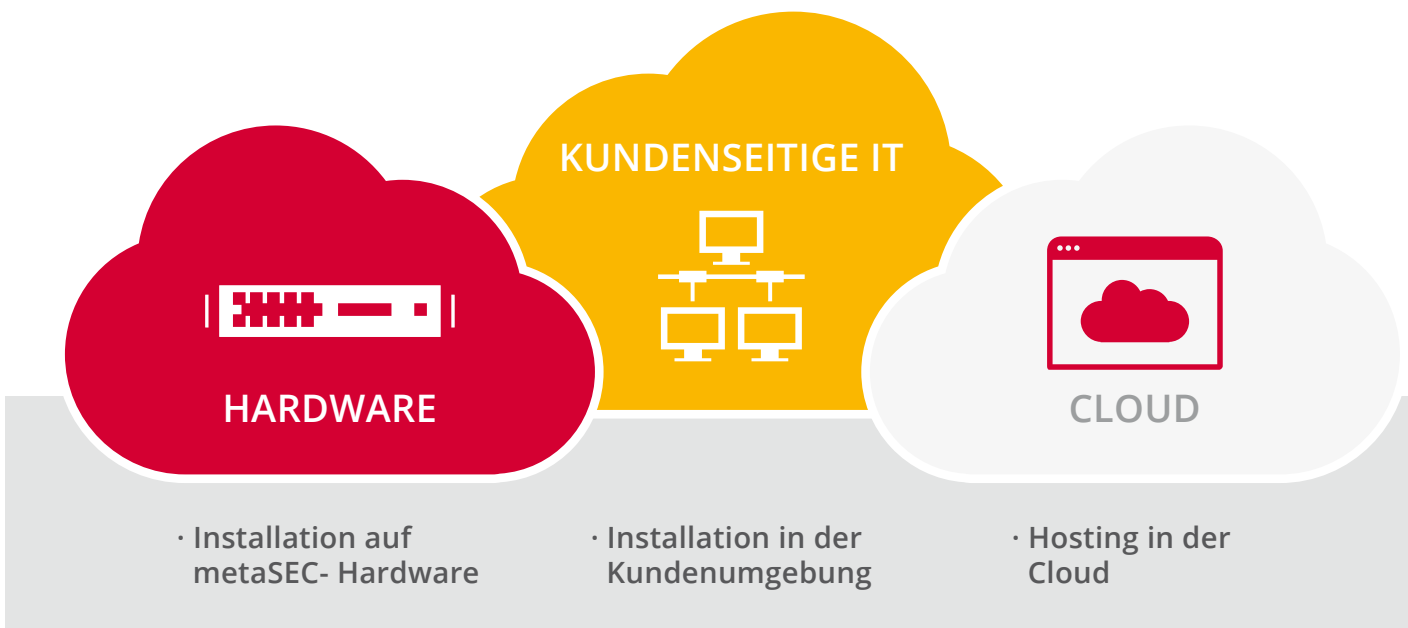 KUNDENSEITIGE IT
HARDWARE
CLOUD
· Installation auf
metaSEC- Hardware
· Installation in der
Kundenumgebung
· Hosting in der
Cloud